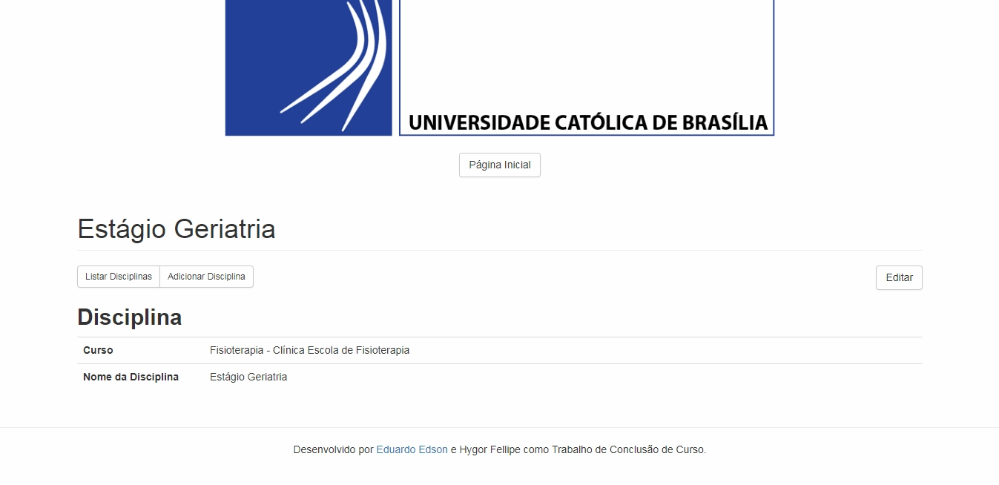 UNIVERSIDADE CATÓLICA DE BRASÍLIA
Página Inicial
Estágio Geriatria
Listar Disciplinas Adicionar Disciplina Editar
Disciplina
Curso Fisioterapia - Clínica Escola de Fisioterapia
Nome da Disciplina Estágio Geriatria
Desenvolvido por Eduardo Edson e Hygor Fellipe como Trabalho de Conclusão de Curso.